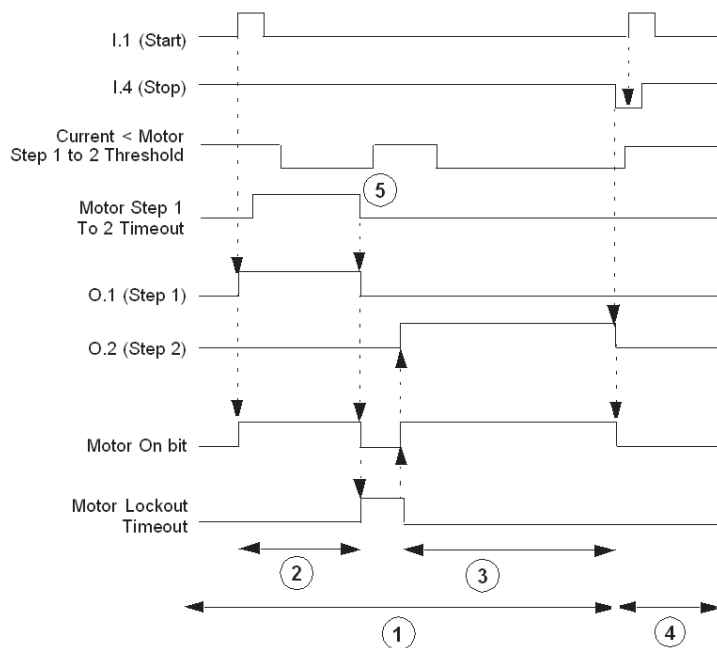 I.1 (Start)
I.4 (Stop)
Current < Motor
Step 1 to 2 Threshold
5
Motor Step 1
To 2 Timeout
O.1 (Step 1)
O.2 (Step 2)
Motor On bit
Motor Lockout
Timeout
2
3
1
4